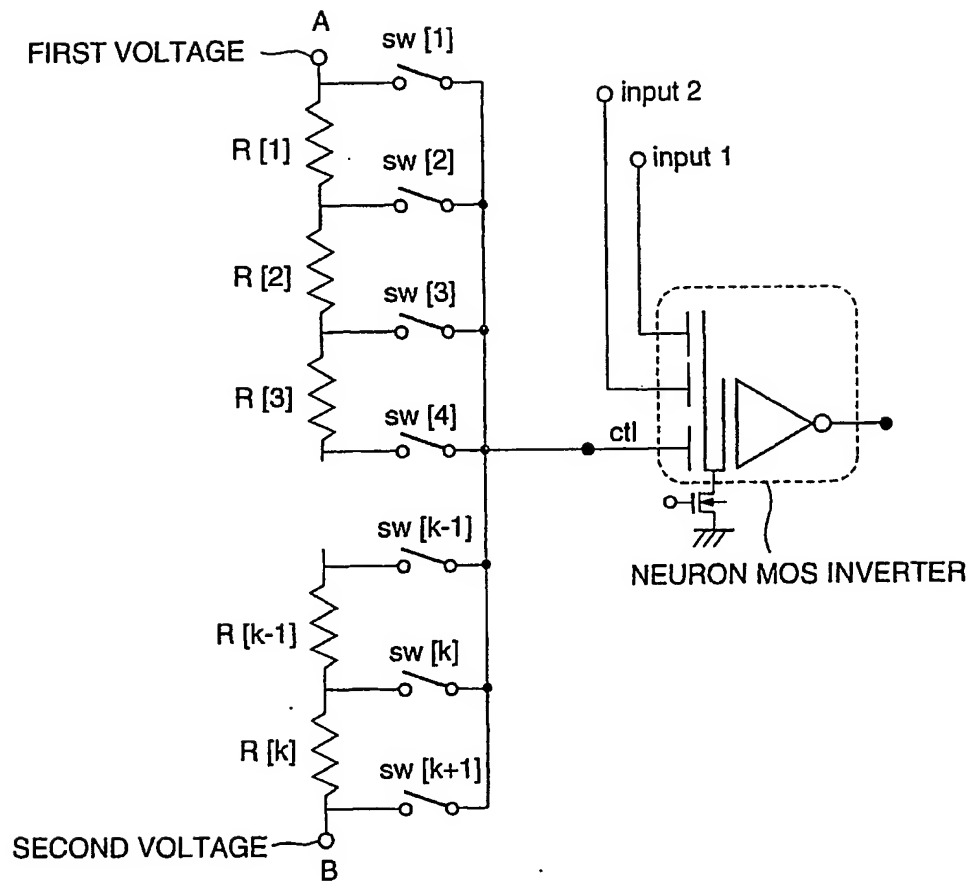 A
FIRST VOLTAGE
sw [1]
input 2
R [1]
sw [2]
input 1
R [2]
sw [3]
R [3]
sw [4]
ctl
sw [k-1]
NEURON MOS INVERTER
R [k-1]
sw [k]
R [k]
sw [k+1]
SECOND VOLTAGE
B